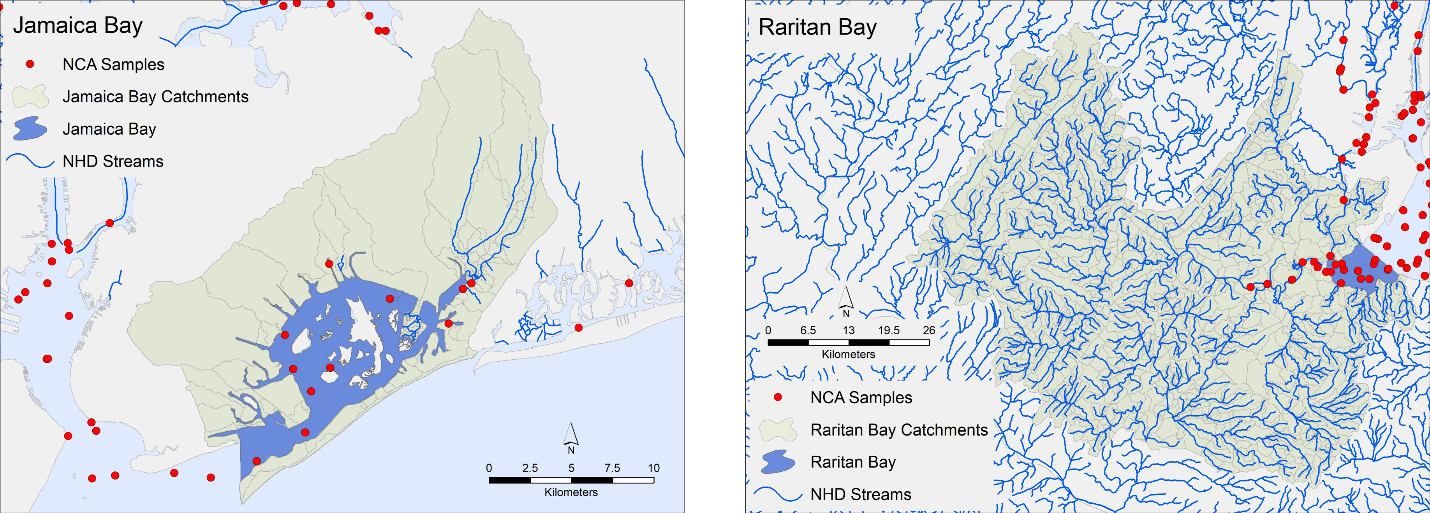 Jamaica Bay
NCA Samples
Jamaica Bay Catchments
Jamaica Bay
NHD Streams
N
0 2.5 5 7.5 10
Kilometers
Raritan Bay
N
0 6.5 13 19.5 26
Kilometers
NCA Samples
Raritan Bay Catchments
Raritan Bay
NHD Streams